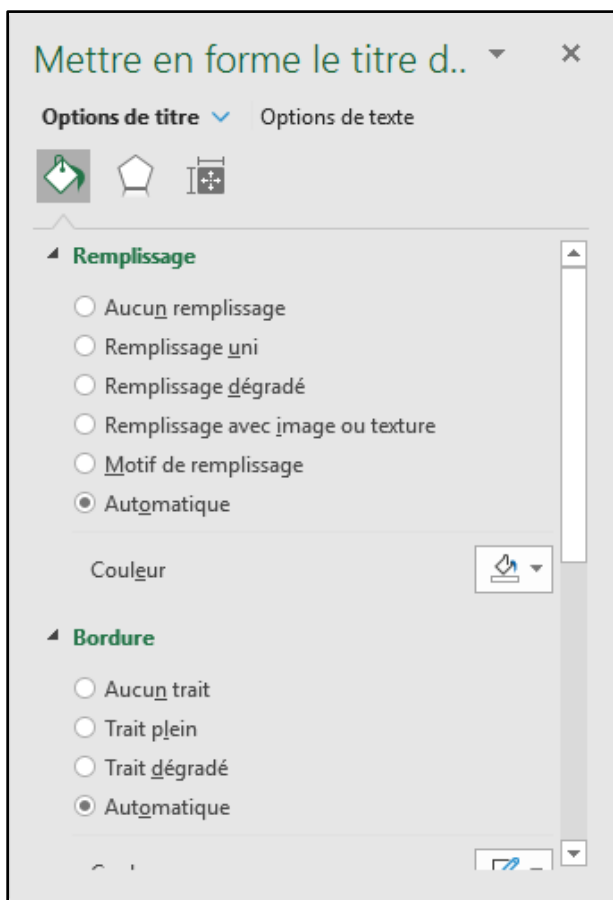 Mettre en forme le titre d..
Options de titre Options de texte
Remplissage
Aucun remplissage
Remplissage uni
Remplissage dégradé
Remplissage avec image ou texture
Motif de remplissage
Automatique
Couleur
Bordure
Aucun trait
Trait plein
Trait dégradé
Automatique